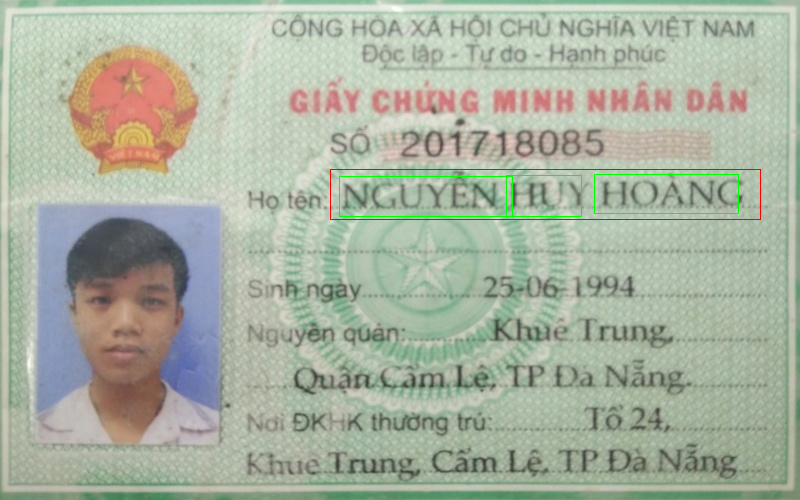 CỘNG HÒA XÃ HỘI CHỦ NGHĨA VIỆT NAM
Độc lập - Tự do - Hạnh phúc
GIẤY CHỨNG MINH NHÂN DÂN
SỐ 201718085
Họ tên: NGUYỄN HUY HOÀNG
Sinh ngày 25-06-1994
Nguyên quán: Khuê Trung,
Quận Cẩm Lệ, TP Đà Nẵng.
Nơi ĐKHK thường trú: Tổ 24,
Khuê Trung, Cẩm Lệ, TP Đà Nẵng
VIỆT NAM